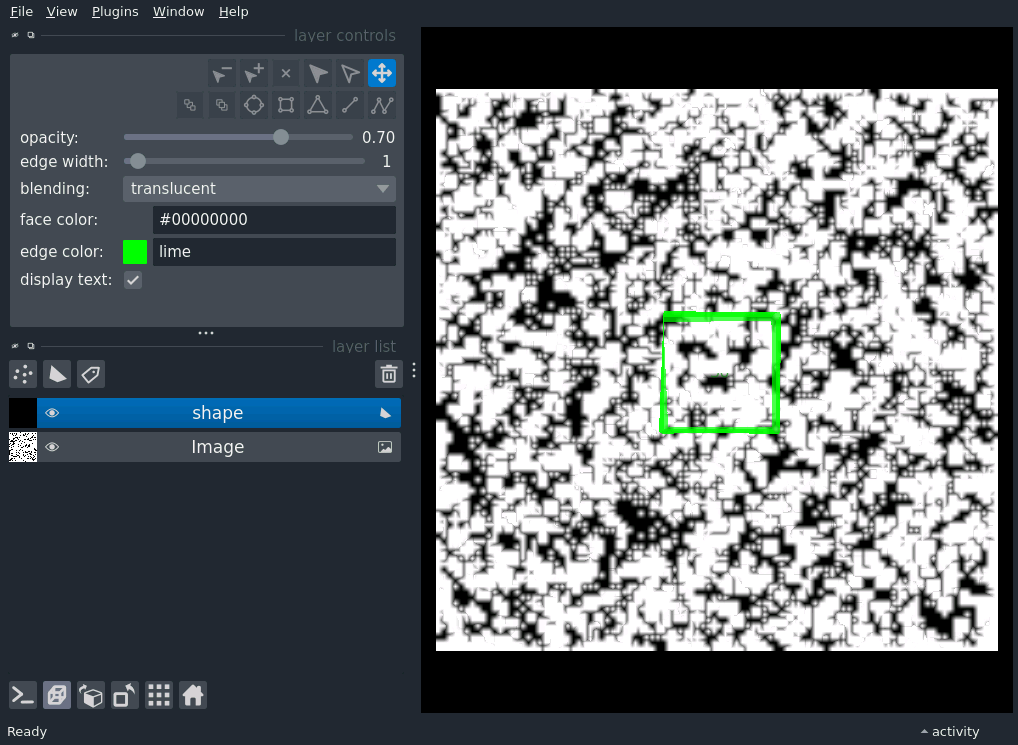 File View Plugins Window Help
layer controls
opacity: 0.70
edge width: 1
blending: translucent
face color: #00000000
edge color: lime
display text:
layer list
shape
Image
Ready
activity